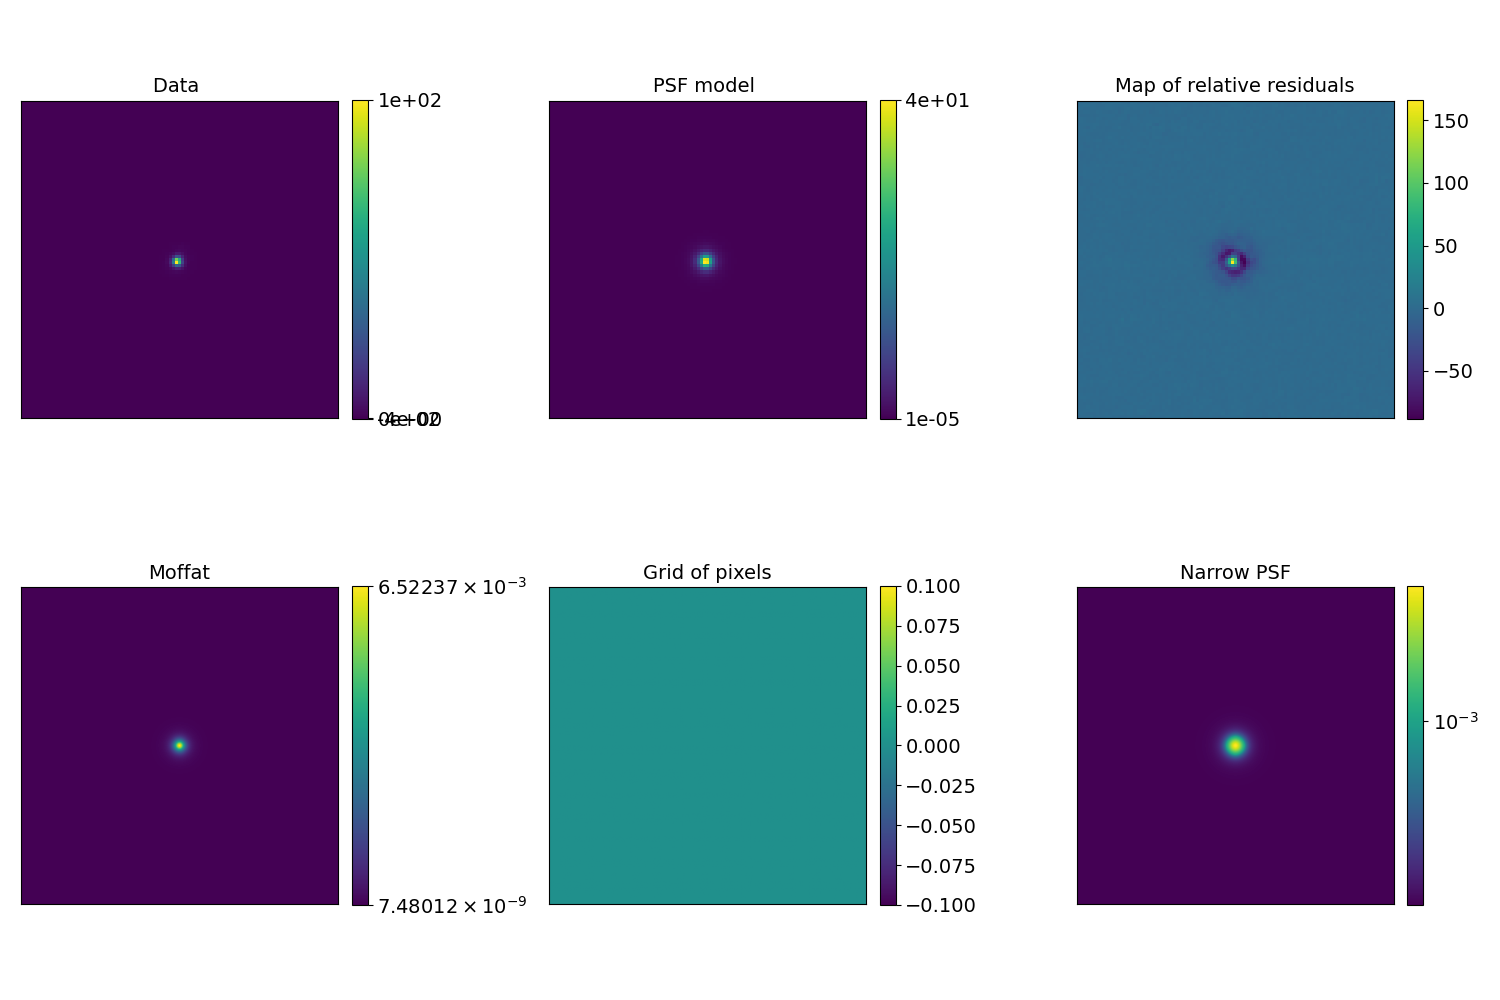 Data
1e+02
PSF model
4e+01
1e-05
Map of relative residuals
150
100
50
0
−50
Moffat
6.52237 × 10⁻³
7.48012 × 10⁻⁹
Grid of pixels
0.100
0.075
0.050
0.025
0.000
−0.025
−0.050
−0.075
−0.100
Narrow PSF
10⁻³